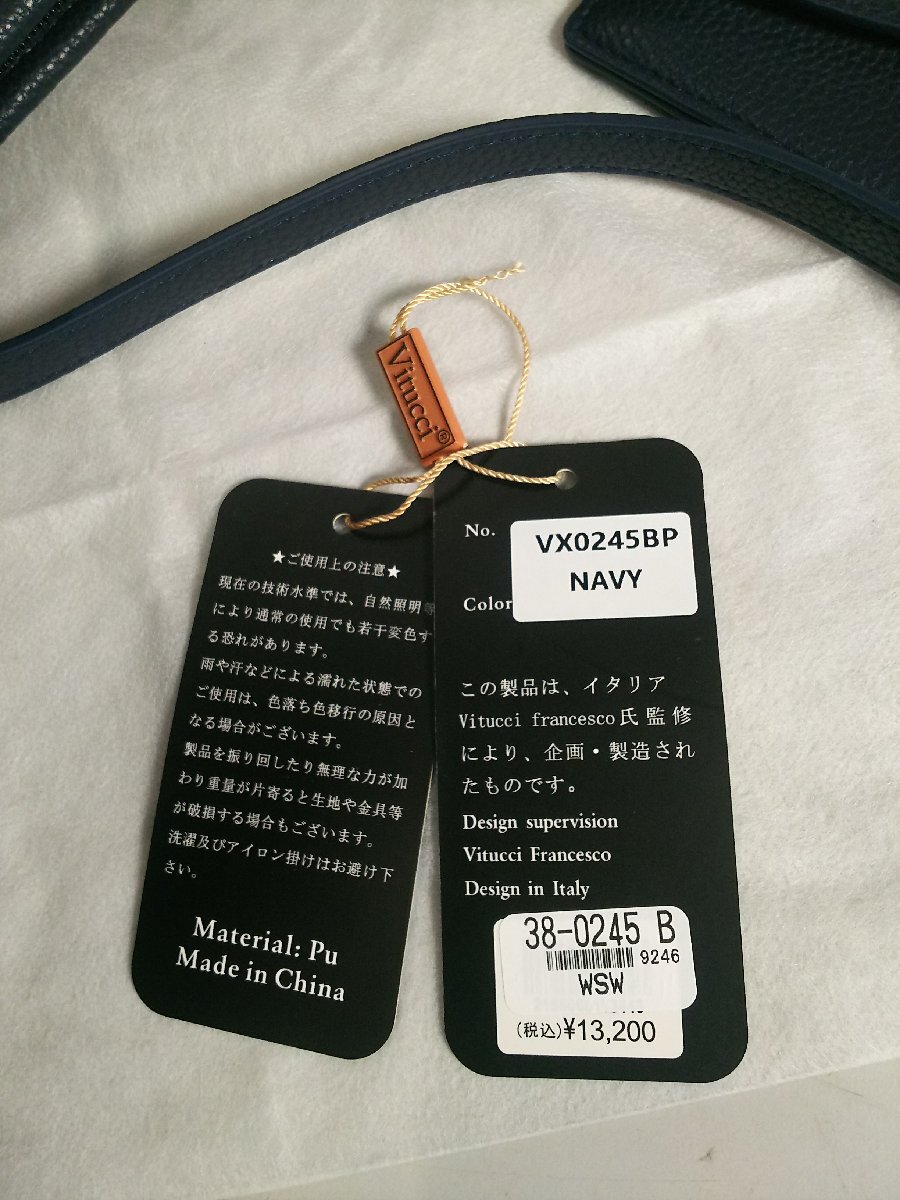 Vitucci®
★ご使用上の注意★
現在の技術水準では、自然照明等
により通常の使用でも若干変色す
る恐れがあります。
雨や汗などによる濡れた状態での
ご使用は、色落ち色移行の原因と
なる場合がございます。
製品を振り回したり無理な力が加
わり重量が片寄ると生地や金具等
が破損する場合もございます。
洗濯及びアイロン掛けはお避け下
さい。
Material: Pu
Made in China
No.
VX0245BP
NAVY
Color
この製品は、イタリア
Vitucci francesco氏監修
により、企画・製造され
たものです。
Design supervision
Vitucci Francesco
Design in Italy
38-0245 B
9246
WSW
(税込)¥13,200